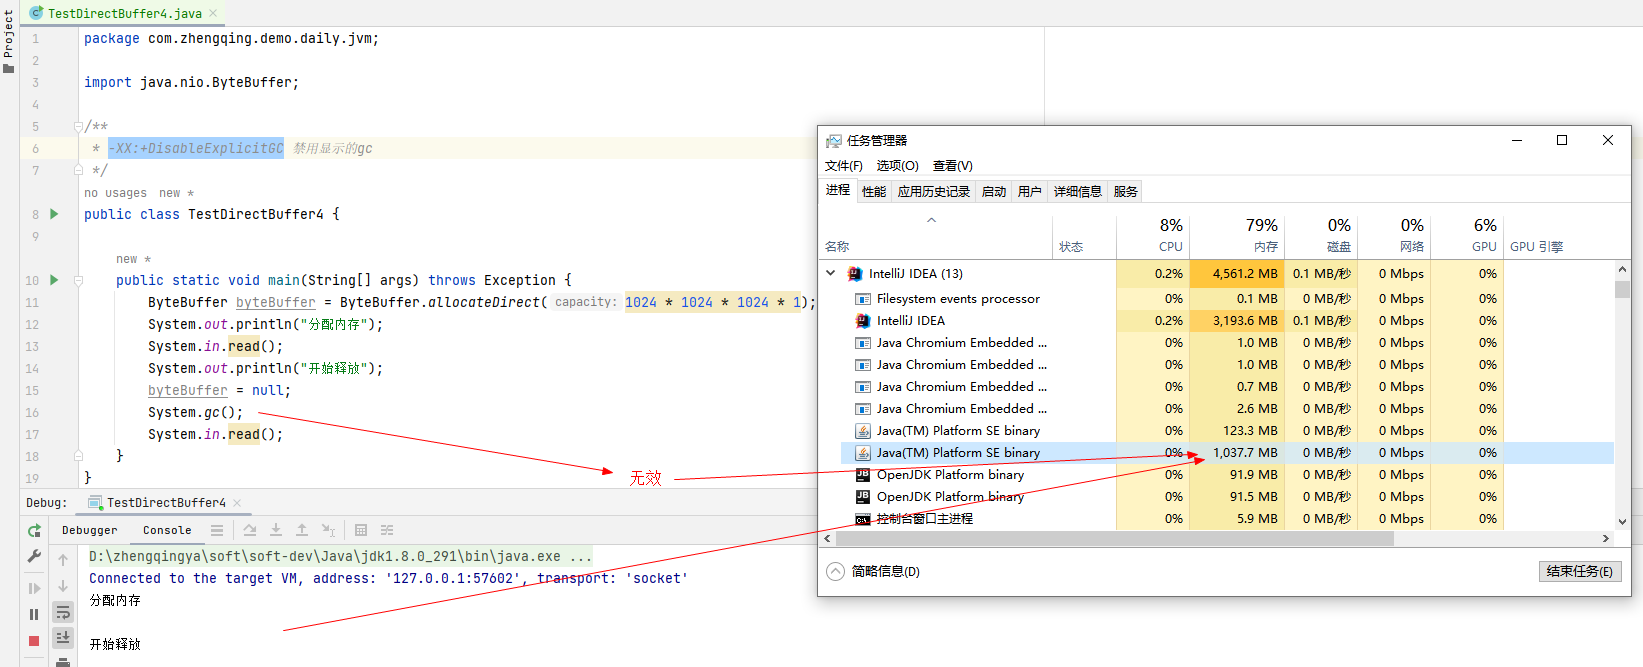 TestDirectBuffer4.java
Project
1 package com.zhengqing.demo.daily.jvm;
2
3 import java.nio.ByteBuffer;
4
5 /**
6 * -XX:+DisableExplicitGC 禁用显示的gc
7 */
no usages new *
8 public class TestDirectBuffer4 {
9
new *
10 public static void main(String[] args) throws Exception {
11 ByteBuffer byteBuffer = ByteBuffer.allocateDirect( capacity: 1024 * 1024 * 1024 * 1);
12 System.out.println("分配内存");
13 System.in.read();
14 System.out.println("开始释放");
15 byteBuffer = null;
16 System.gc();
17 System.in.read();
18 }
19 }
无效
Debug: TestDirectBuffer4
Debugger Console
D:\zhengqingya\soft\soft-dev\Java\jdk1.8.0_291\bin\java.exe ...
Connected to the target VM, address: '127.0.0.1:57602', transport: 'socket'
分配内存
开始释放
任务管理器
文件(F) 选项(O) 查看(V)
进程 性能 应用历史记录 启动 用户 详细信息 服务
8% 79% 0% 0% 6%
名称 状态 CPU 内存 磁盘 网络 GPU GPU 引擎
IntelliJ IDEA (13) 0.2% 4,561.2 MB 0.1 MB/秒 0 Mbps 0%
Filesystem events processor 0% 0.1 MB 0 MB/秒 0 Mbps 0%
IntelliJ IDEA 0.2% 3,193.6 MB 0.1 MB/秒 0 Mbps 0%
Java Chromium Embedded ... 0% 1.0 MB 0 MB/秒 0 Mbps 0%
Java Chromium Embedded ... 0% 1.0 MB 0 MB/秒 0 Mbps 0%
Java Chromium Embedded ... 0% 0.7 MB 0 MB/秒 0 Mbps 0%
Java Chromium Embedded ... 0% 2.6 MB 0 MB/秒 0 Mbps 0%
Java(TM) Platform SE binary 0% 123.3 MB 0 MB/秒 0 Mbps 0%
Java(TM) Platform SE binary 0% 1,037.7 MB 0 MB/秒 0 Mbps 0%
OpenJDK Platform binary 0% 91.9 MB 0 MB/秒 0 Mbps 0%
OpenJDK Platform binary 0% 91.5 MB 0 MB/秒 0 Mbps 0%
控制台窗口主进程 0% 5.9 MB 0 MB/秒 0 Mbps 0%
简略信息(D) 结束任务(E)